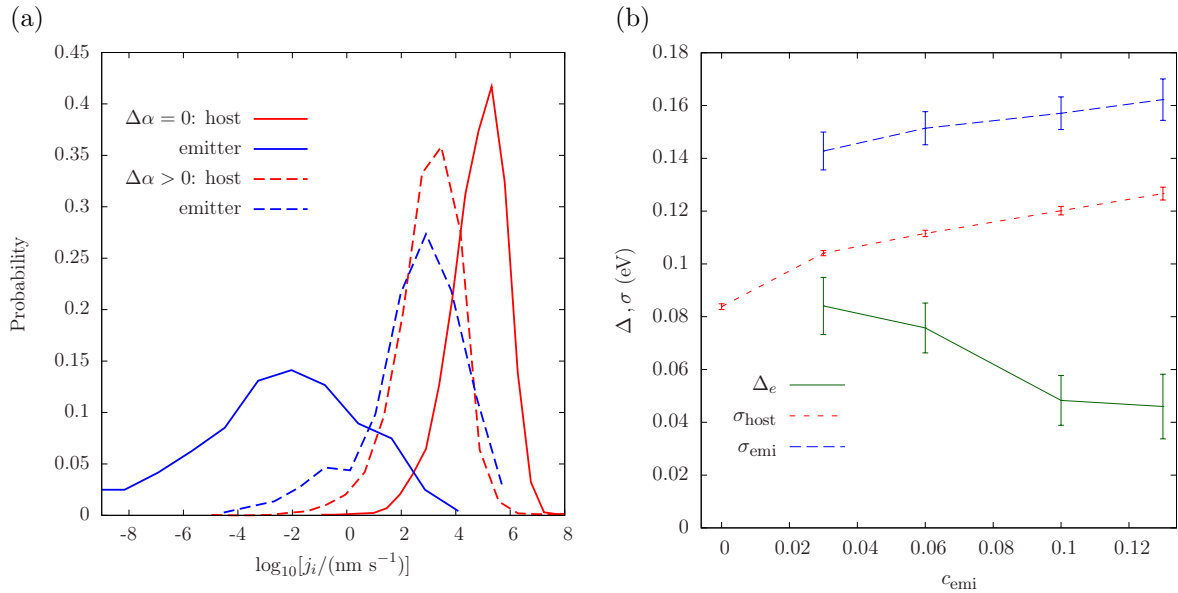 (a)
0.45
0.4
0.35
0.3
0.25
0.2
0.15
0.1
0.05
0
Probability
Δα = 0: host
emitter
Δα > 0: host
emitter
-8 -6 -4 -2 0 2 4 6 8
log₁₀[jᵢ/(nm s⁻¹)]
(b)
0.18
0.16
0.14
0.12
0.1
0.08
0.06
0.04
0.02
0
Δ , σ (eV)
Δₑ
σ_host
σ_emi
0 0.02 0.04 0.06 0.08 0.1 0.12
c_emi